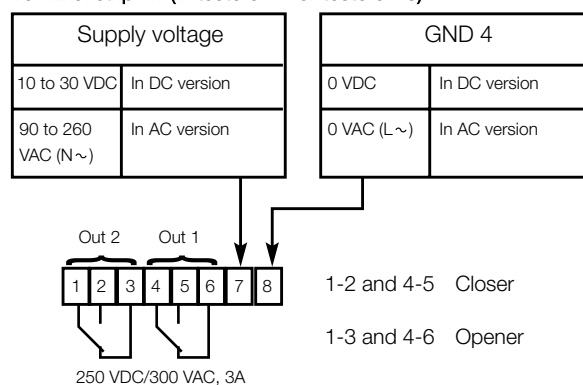 Supply voltage
10 to 30 VDC In DC version
90 to 260 VAC (N~) In AC version
GND 4
0 VDC In DC version
0 VAC (L~) In AC version
Out 2 Out 1
1 2 3 4 5 6 7 8
1-2 and 4-5 Closer
1-3 and 4-6 Opener
250 VDC/300 VAC, 3A